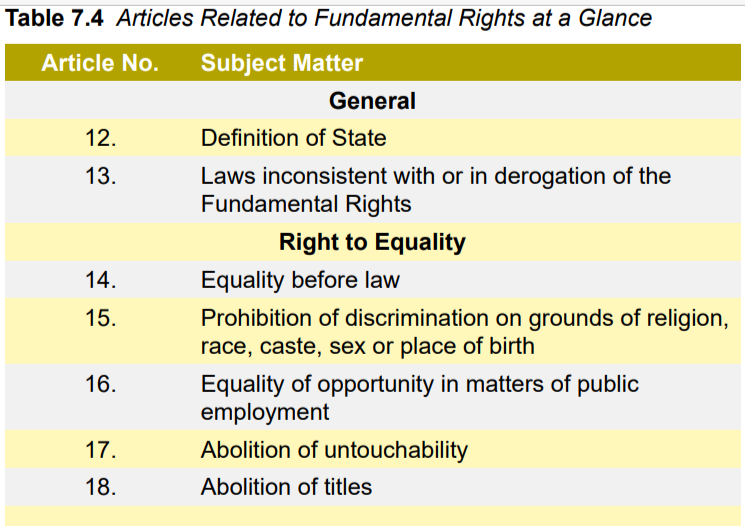 Table 7.4 Articles Related to Fundamental Rights at a Glance
Article No. Subject Matter
General
12. Definition of State
13. Laws inconsistent with or in derogation of the
Fundamental Rights
Right to Equality
14. Equality before law
15. Prohibition of discrimination on grounds of religion,
race, caste, sex or place of birth
16. Equality of opportunity in matters of public
employment
17. Abolition of untouchability
18. Abolition of titles